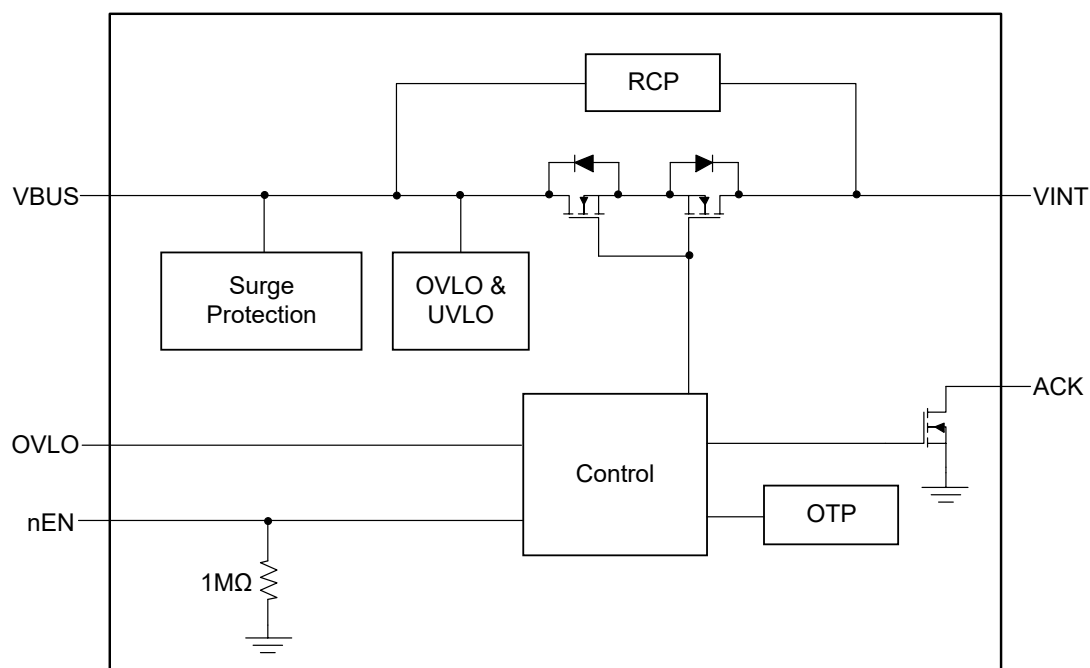 RCP
VBUS
VINT
Surge
Protection
OVLO &
UVLO
ACK
OVLO
Control
nEN
OTP
1MΩ